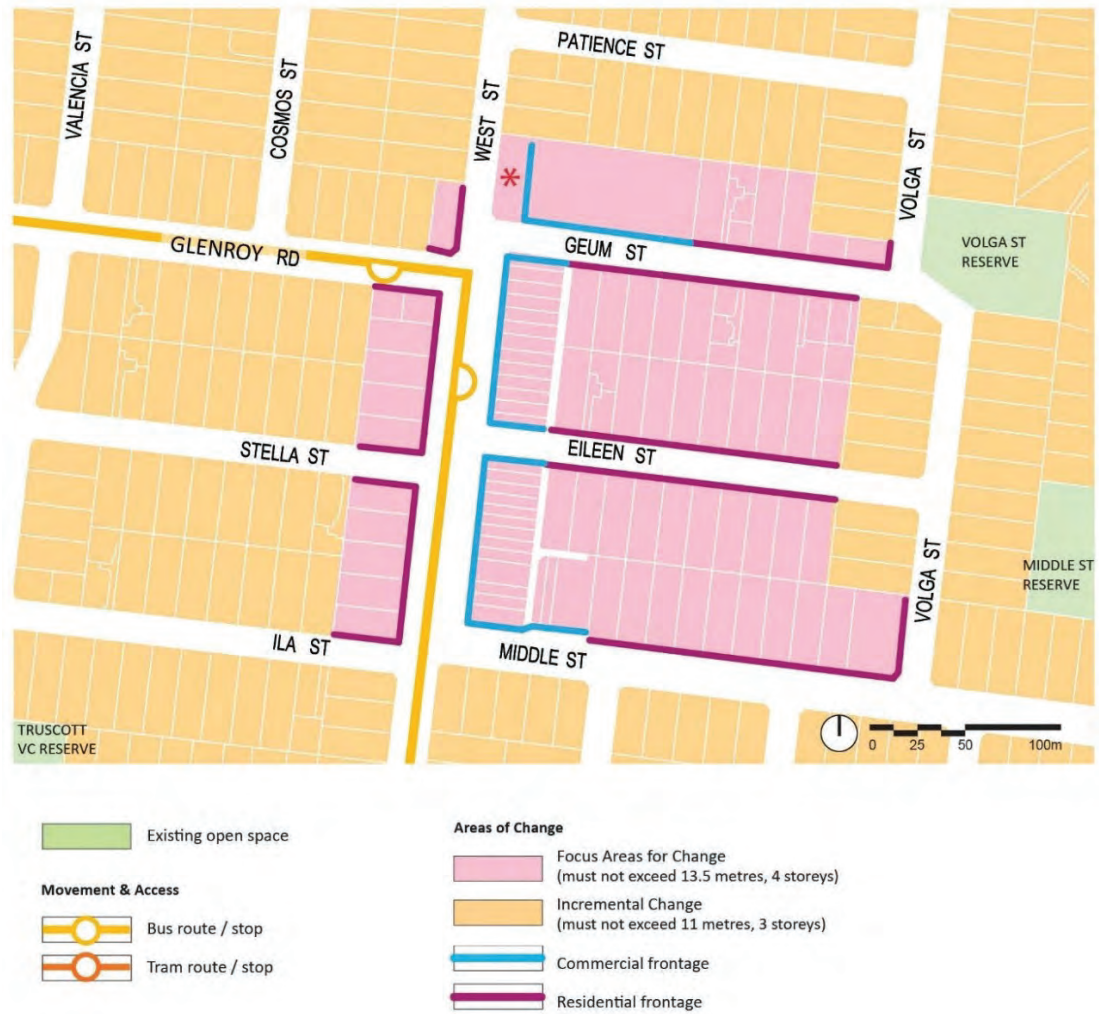 PATIENCE ST
VALENCIA ST
COSMOS ST
WEST ST
VOLGA ST
*
GLENROY RD
GEUM ST
VOLGA ST
RESERVE
STELLA ST
EILEEN ST
VOLGA ST
MIDDLE ST
RESERVE
ILA ST
MIDDLE ST
TRUSCOTT
VC RESERVE
0 25 50 100m
Existing open space
Movement & Access
Bus route / stop
Tram route / stop
Areas of Change
Focus Areas for Change
(must not exceed 13.5 metres, 4 storeys)
Incremental Change
(must not exceed 11 metres, 3 storeys)
Commercial frontage
Residential frontage